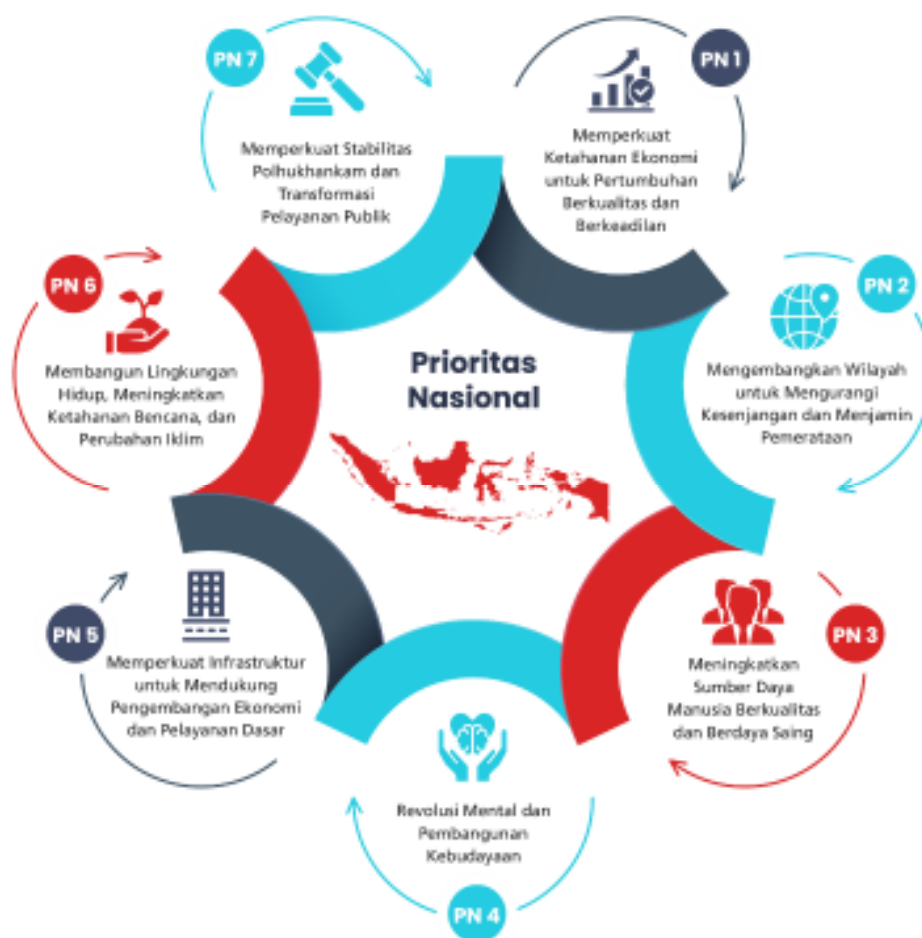 Prioritas
Nasional
PN 1
Memperkuat
Ketahanan Ekonomi
untuk Pertumbuhan
Berkualitas dan
Berkeadilan
PN 2
Mengembangkan Wilayah
untuk Mengurangi
Kesenjangan dan Menjamin
Pemerataan
PN 3
Meningkatkan
Sumber Daya
Manusia Berkualitas
dan Berdaya Saing
PN 4
Revolusi Mental dan
Pembangunan
Kebudayaan
PN 5
Memperkuat Infrastruktur
untuk Mendukung
Pengembangan Ekonomi
dan Pelayanan Dasar
PN 6
Membangun Lingkungan
Hidup, Meningkatkan
Ketahanan Bencana, dan
Perubahan Iklim
PN 7
Memperkuat Stabilitas
Polhukhankam dan
Transformasi
Pelayanan Publik